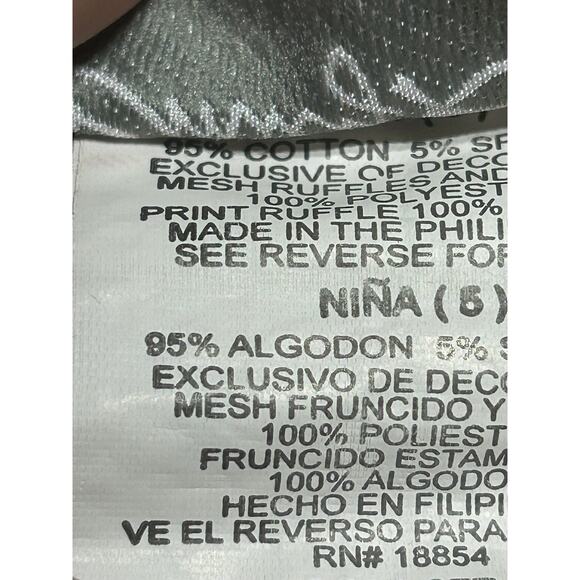 95% COTTON 5% SP
EXCLUSIVE OF DECO
MESH RUFFLES AND
100% POLYEST
PRINT RUFFLE 100%
MADE IN THE PHILI
SEE REVERSE FOR
NIÑA (5)
95% ALGODON 5% S
EXCLUSIVO DE DECO
MESH FRUNCIDO Y
100% POLIEST
FRUNCIDO ESTAM
100% ALGODO
HECHO EN FILIPI
VE EL REVERSO PARA
RN# 18854